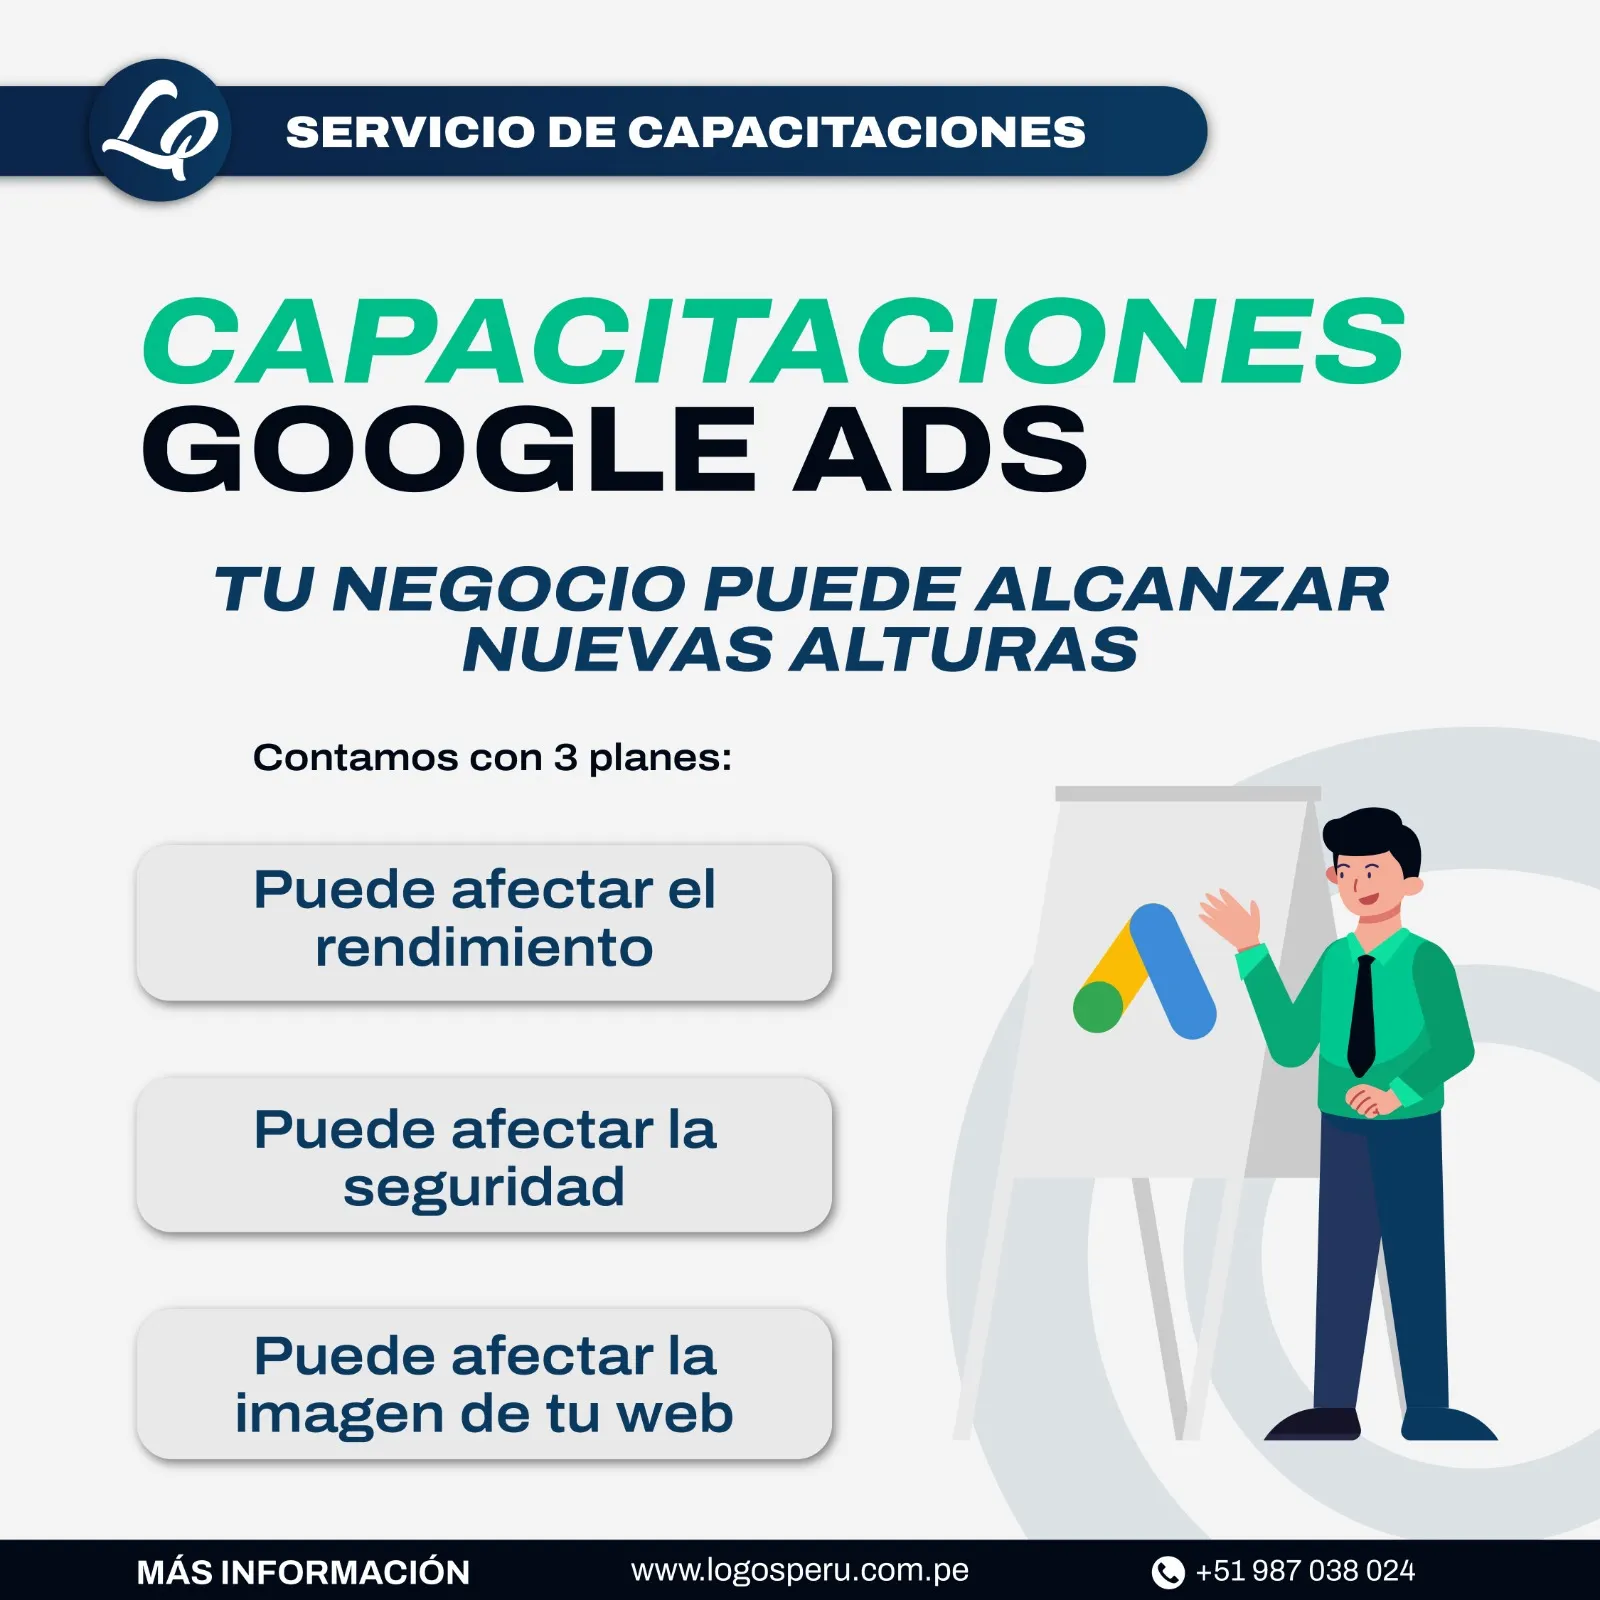 LQ
SERVICIO DE CAPACITACIONES
CAPACITACIONES
GOOGLE ADS
TU NEGOCIO PUEDE ALCANZAR
NUEVAS ALTURAS
Contamos con 3 planes:
Puede afectar el
rendimiento
Puede afectar la
seguridad
Puede afectar la
imagen de tu web
MÁS INFORMACIÓN
www.logosperu.com.pe
+51 987 038 024